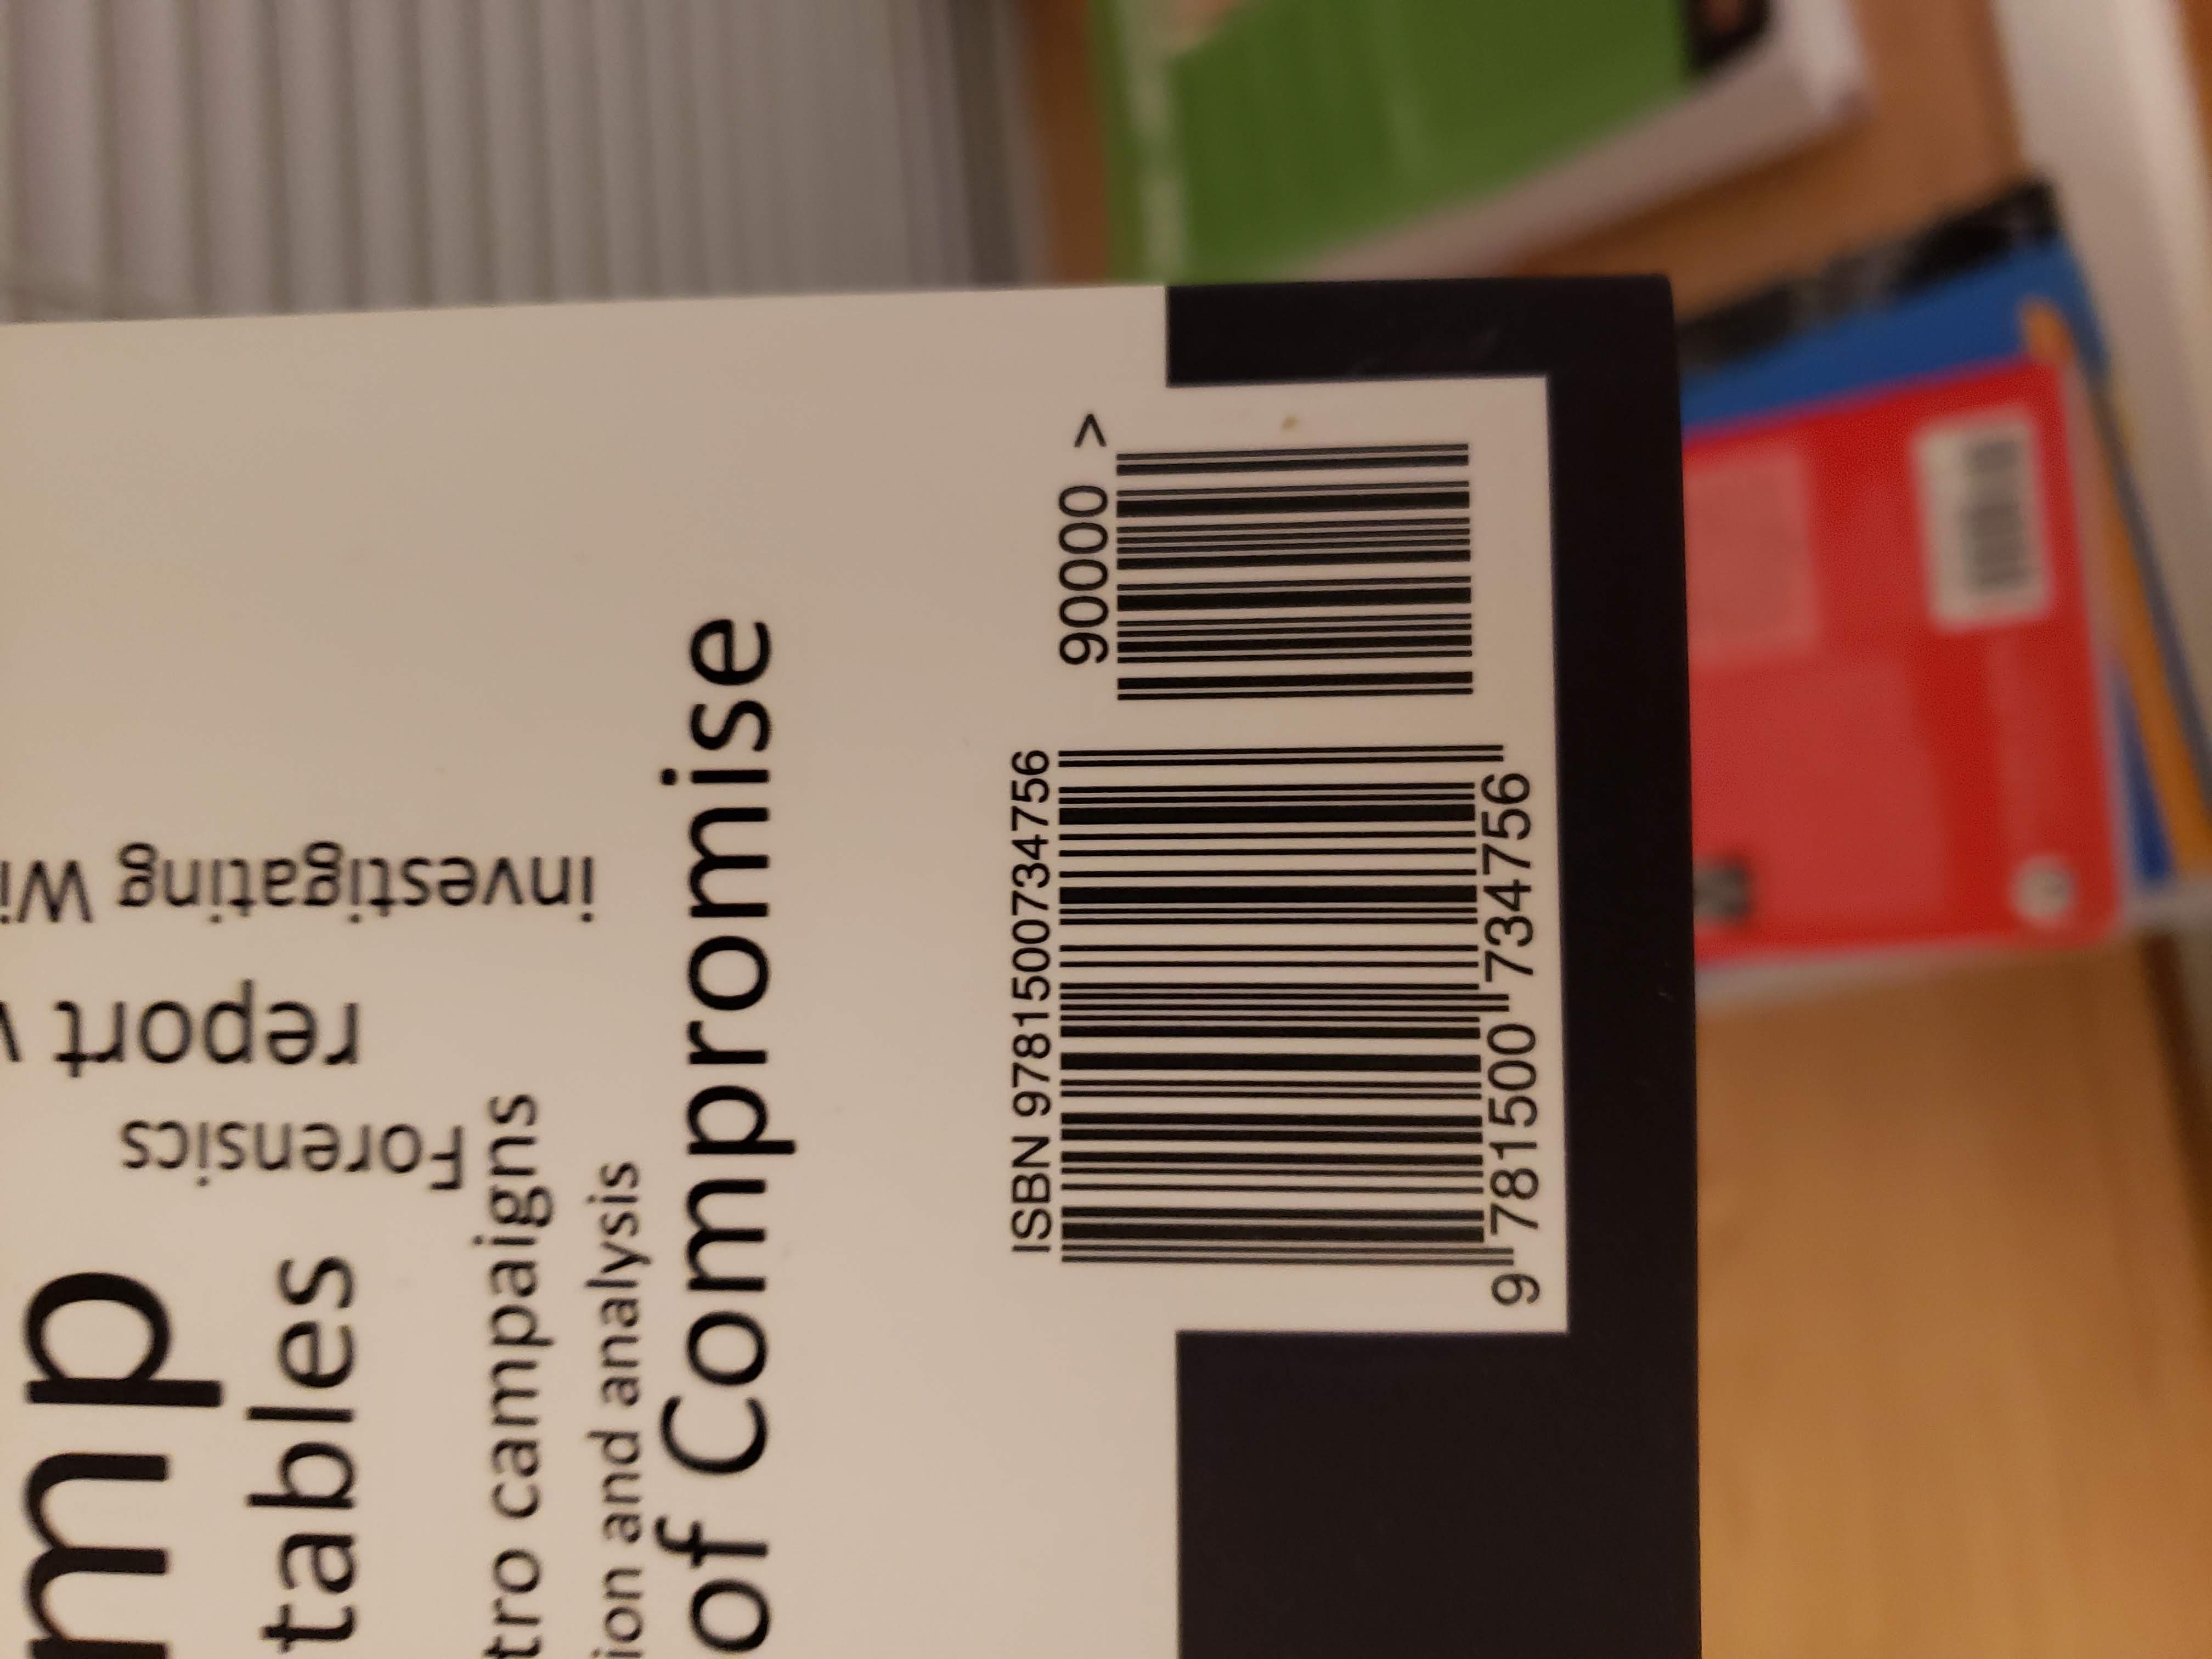 mp
tables
Forensics
report
investigating
tro campaigns
ion and analysis
of Compromise
ISBN 9781500734756
90000 >
9 781500 734756